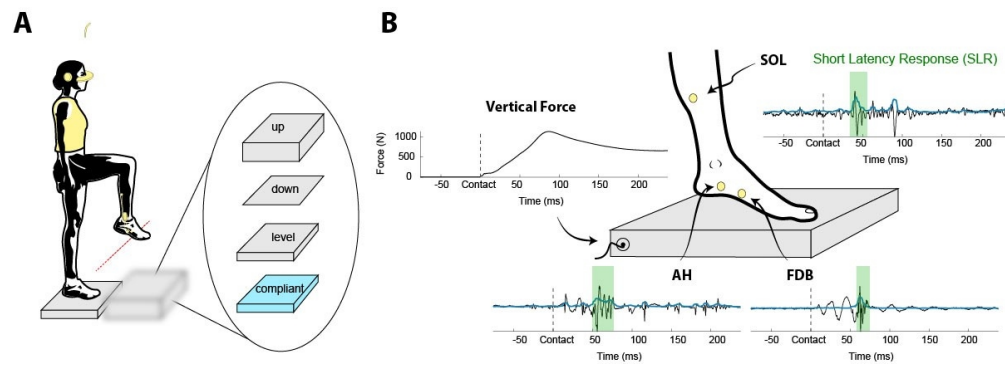 A
up
down
level
compliant
B
SOL
Short Latency Response (SLR)
-50 Contact 50 100 150 200
Time (ms)
Vertical Force
Force (N)
1000
500
0
-50 Contact 50 100 150 200
Time (ms)
AH
FDB
-50 Contact 50 100 150 200
Time (ms)
-50 Contact 50 100 150 200
Time (ms)